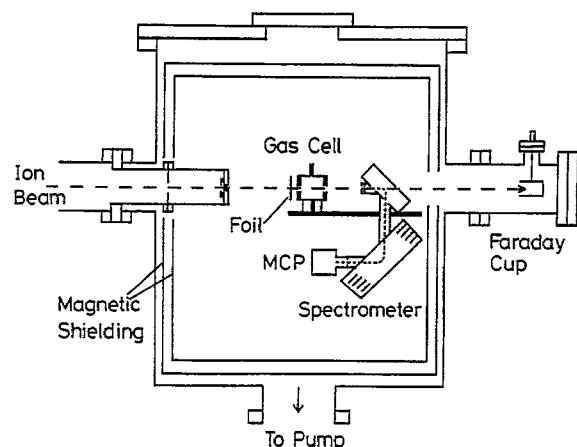 Gas Cell
Ion
Beam
Foil
Faraday
Cup
MCP
Magnetic
Shielding
Spectrometer
To Pump